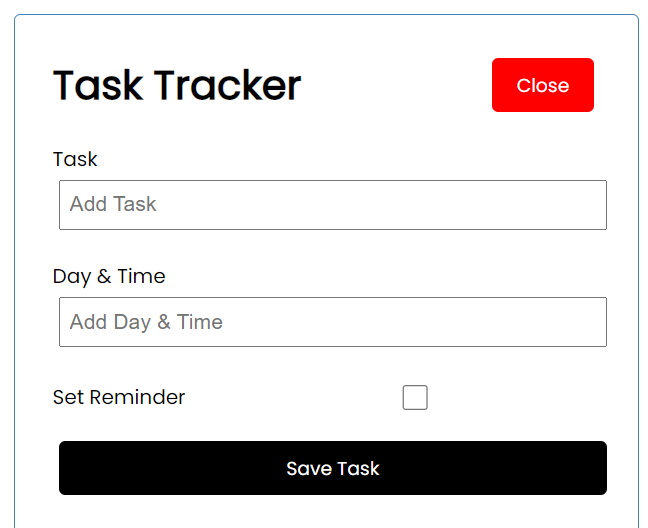 Task Tracker
Close
Task
Add Task
Day & Time
Add Day & Time
Set Reminder
Save Task